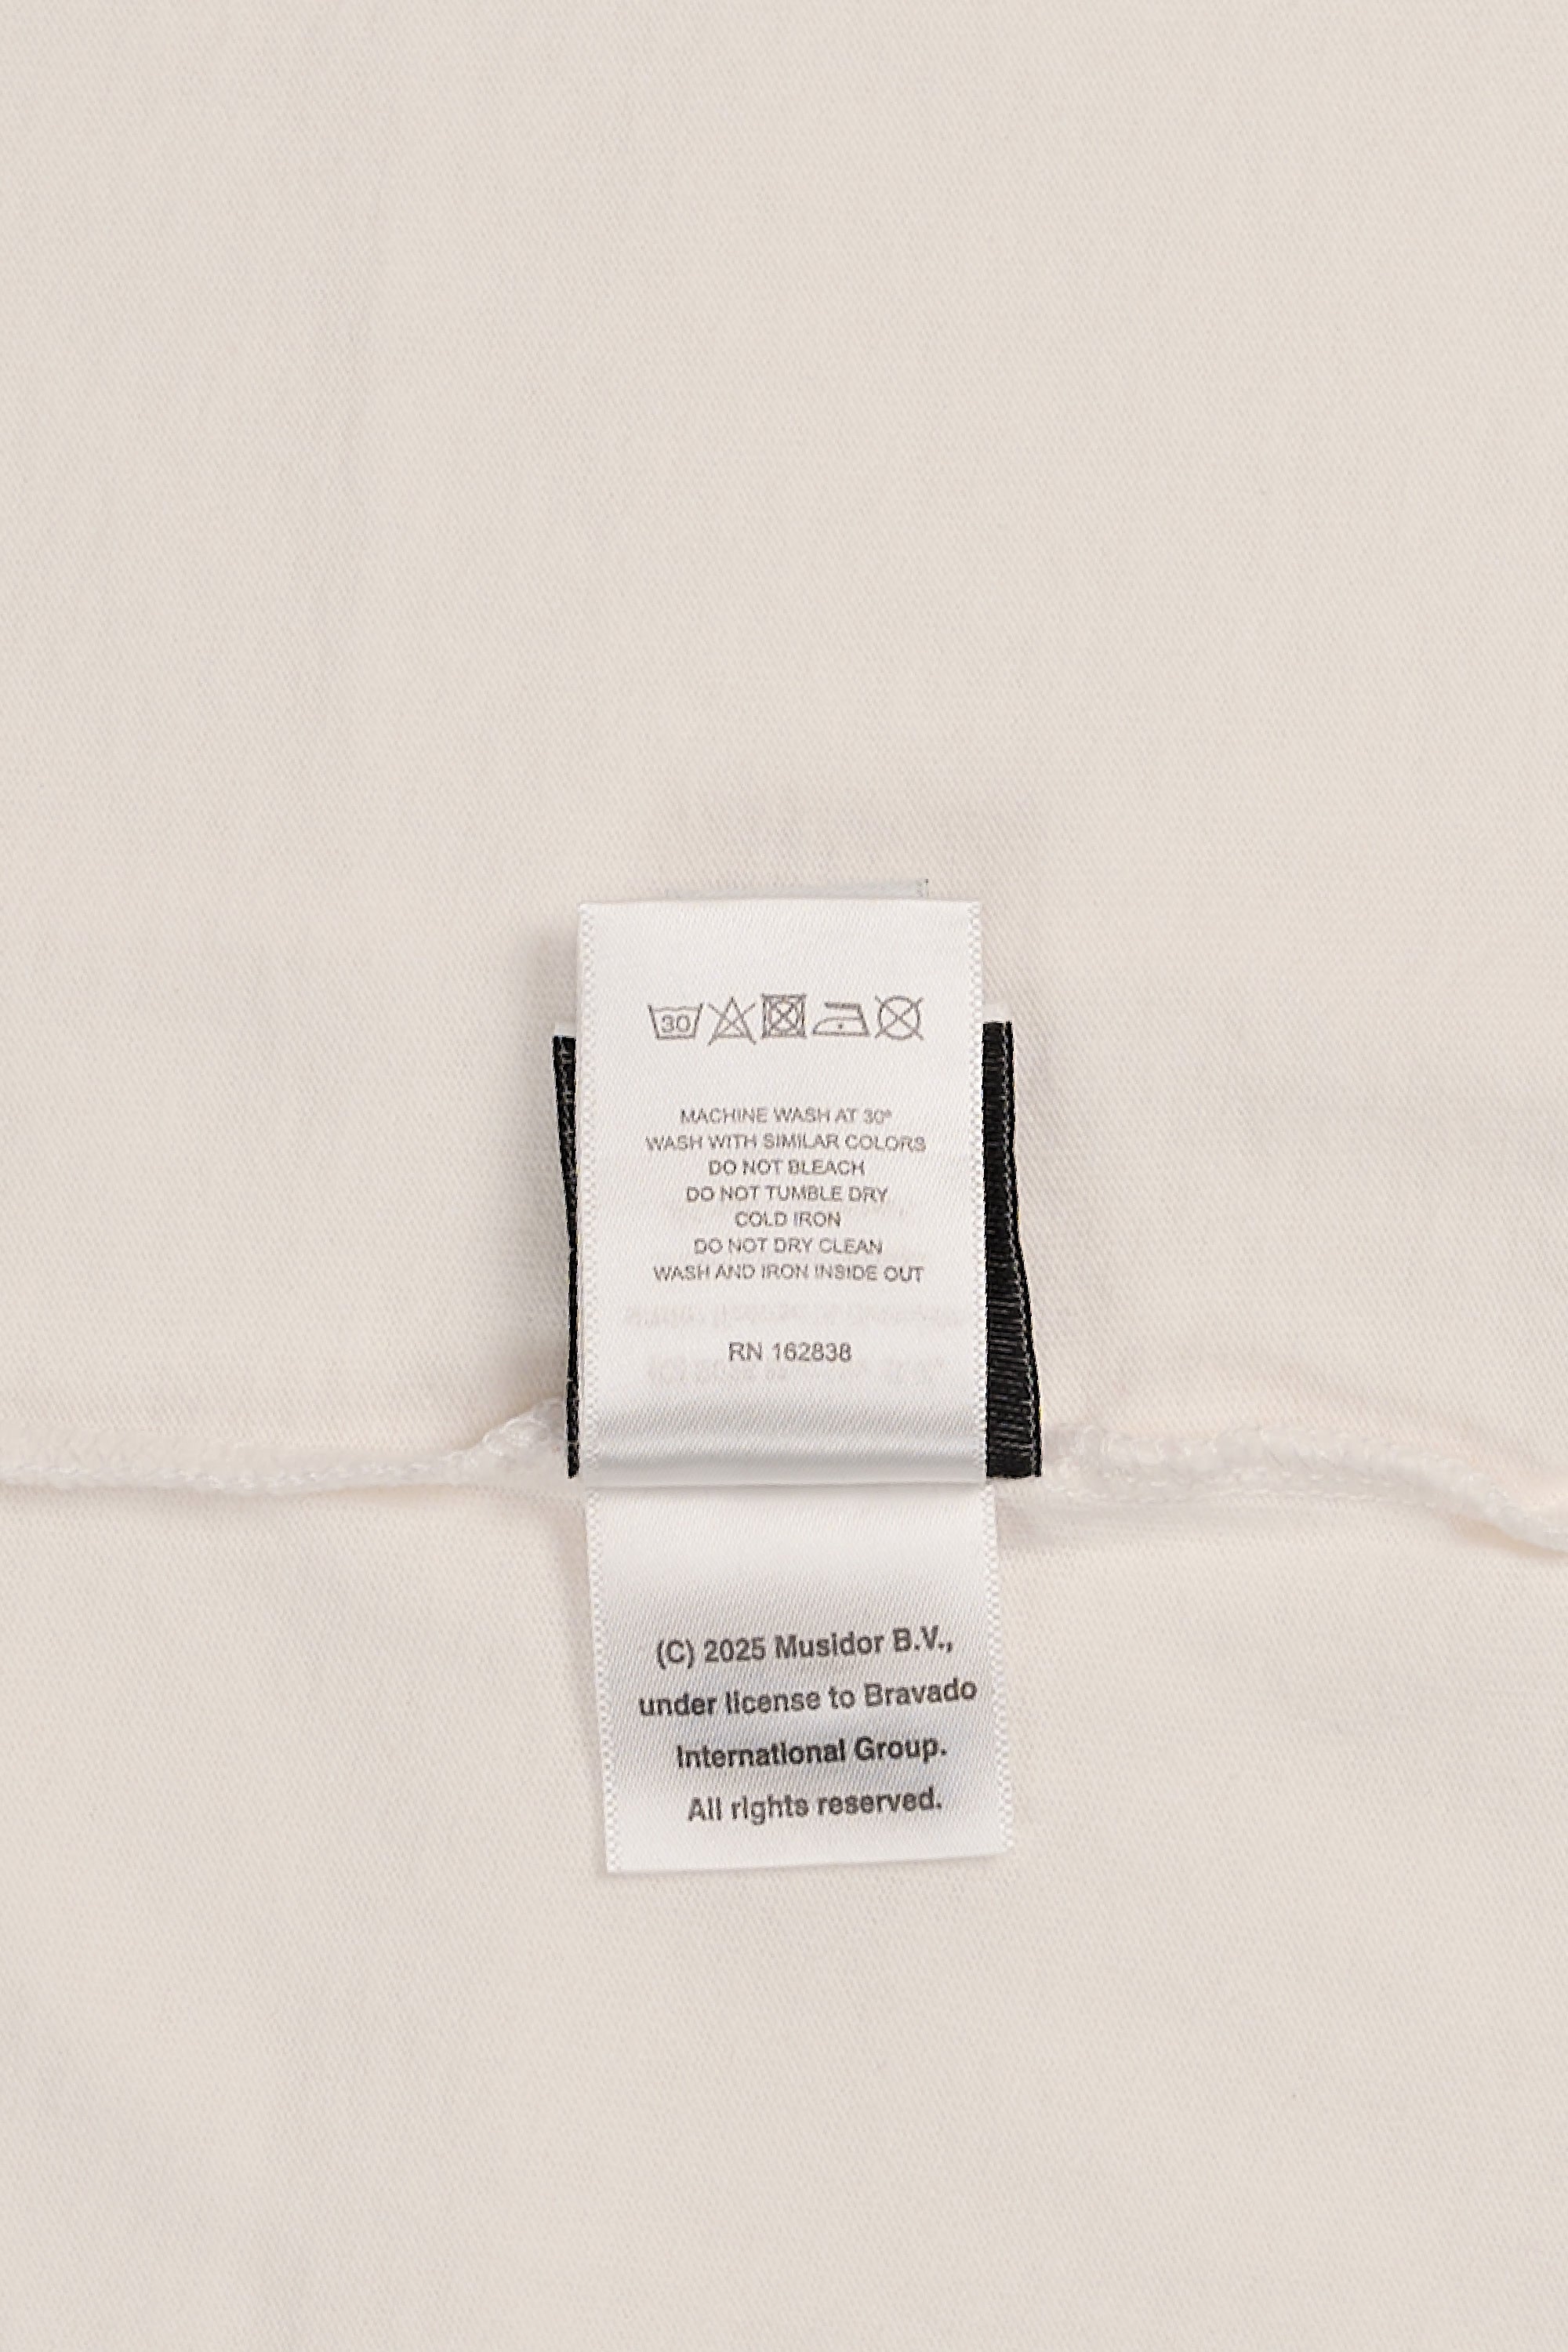 30
MACHINE WASH AT 30°
WASH WITH SIMILAR COLORS
DO NOT BLEACH
DO NOT TUMBLE DRY
COLD IRON
DO NOT DRY CLEAN
WASH AND IRON INSIDE OUT
RN 162838
(C) 2025 Musidor B.V.,
under license to Bravado
International Group.
All rights reserved.